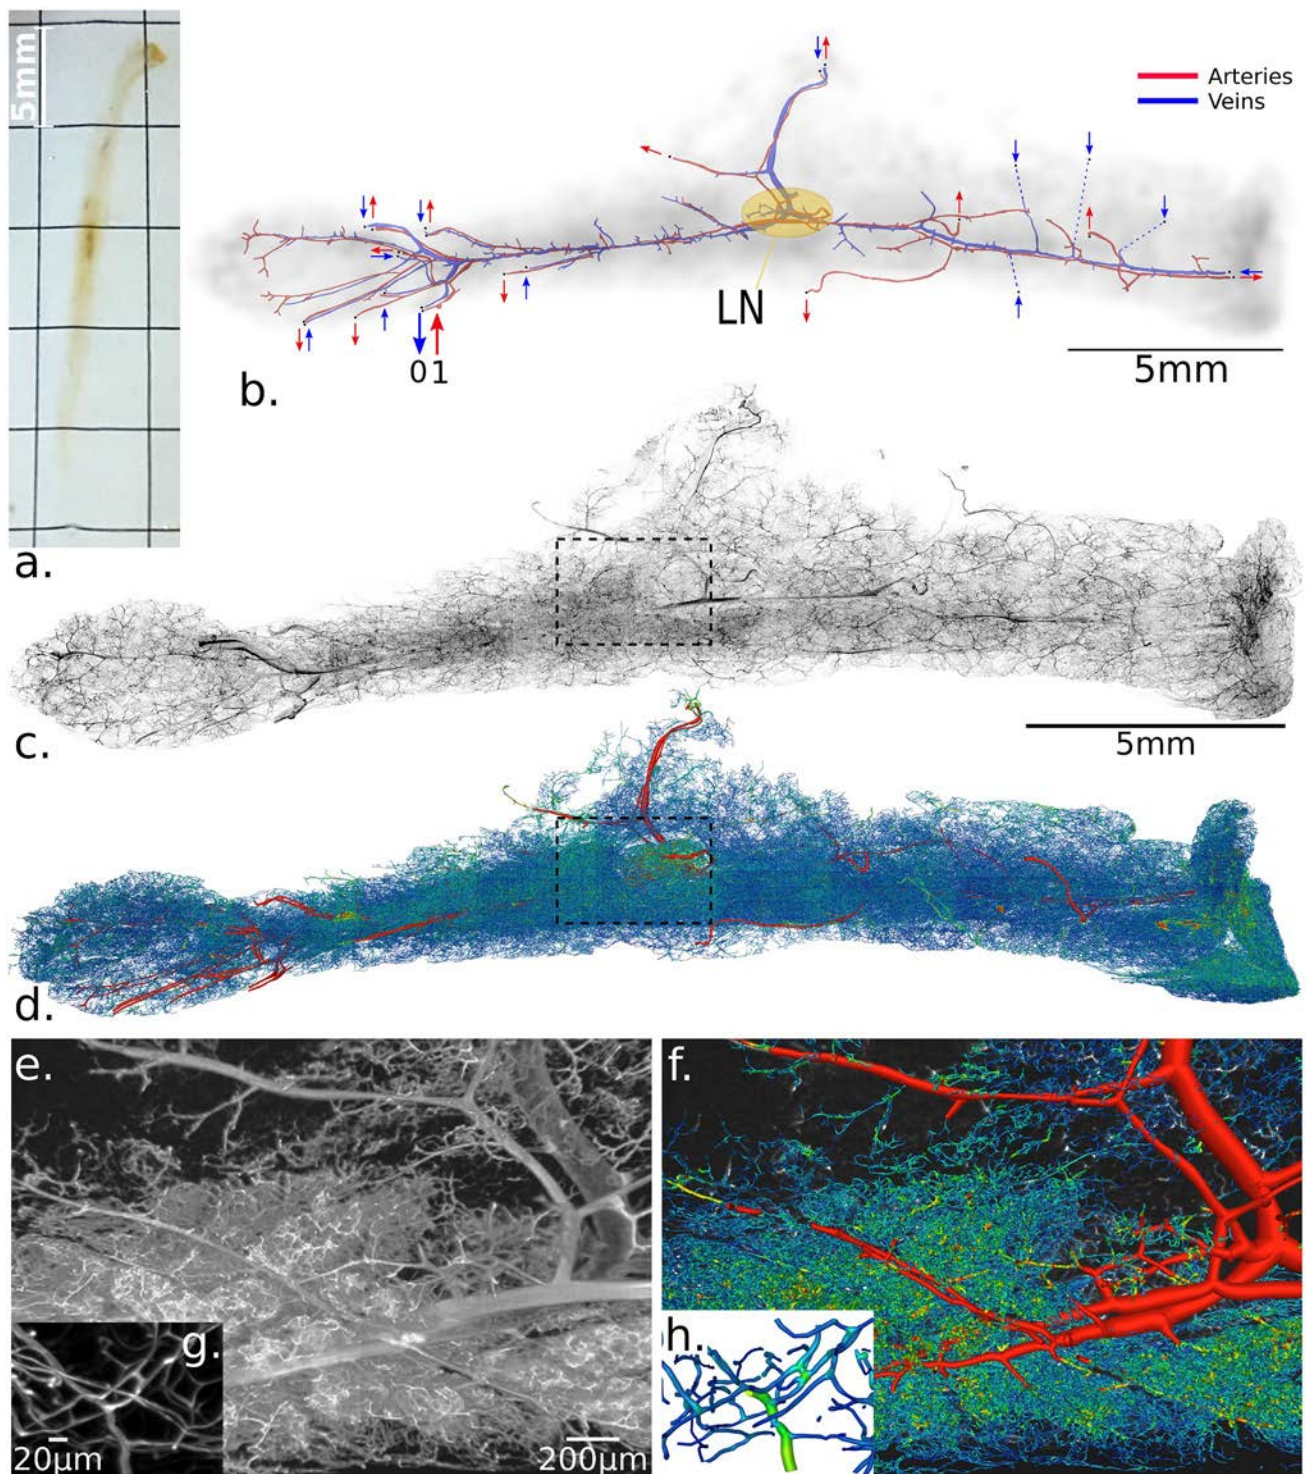 5mm
a.
Arteries
Veins
LN
01
5mm
b.
c.
5mm
d.
e.
f.
g.
h.
20µm
200µm